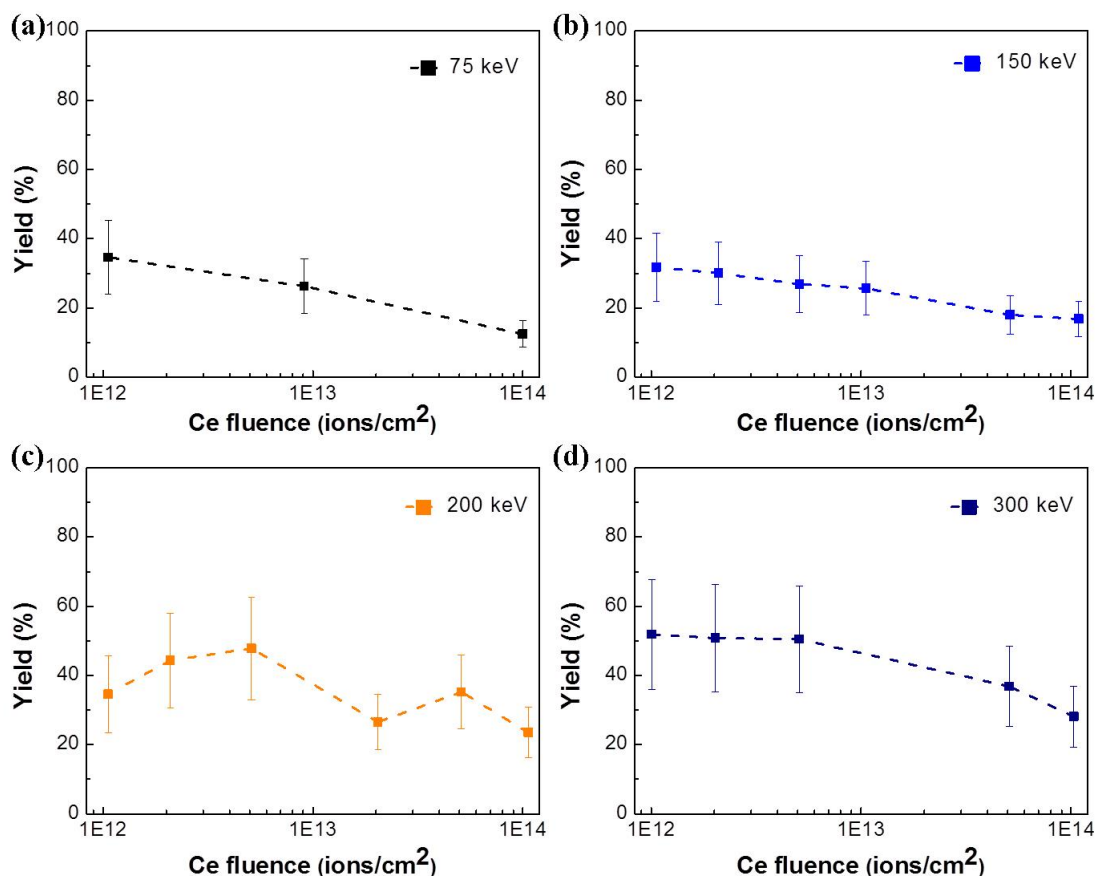 (a)
75 keV
100
80
60
40
20
0
Yield (%)
1E12 1E13 1E14
Ce fluence (ions/cm²)
(b)
150 keV
100
80
60
40
20
0
Yield (%)
1E12 1E13 1E14
Ce fluence (ions/cm²)
(c)
200 keV
100
80
60
40
20
0
Yield (%)
1E12 1E13 1E14
Ce fluence (ions/cm²)
(d)
300 keV
100
80
60
40
20
0
Yield (%)
1E12 1E13 1E14
Ce fluence (ions/cm²)